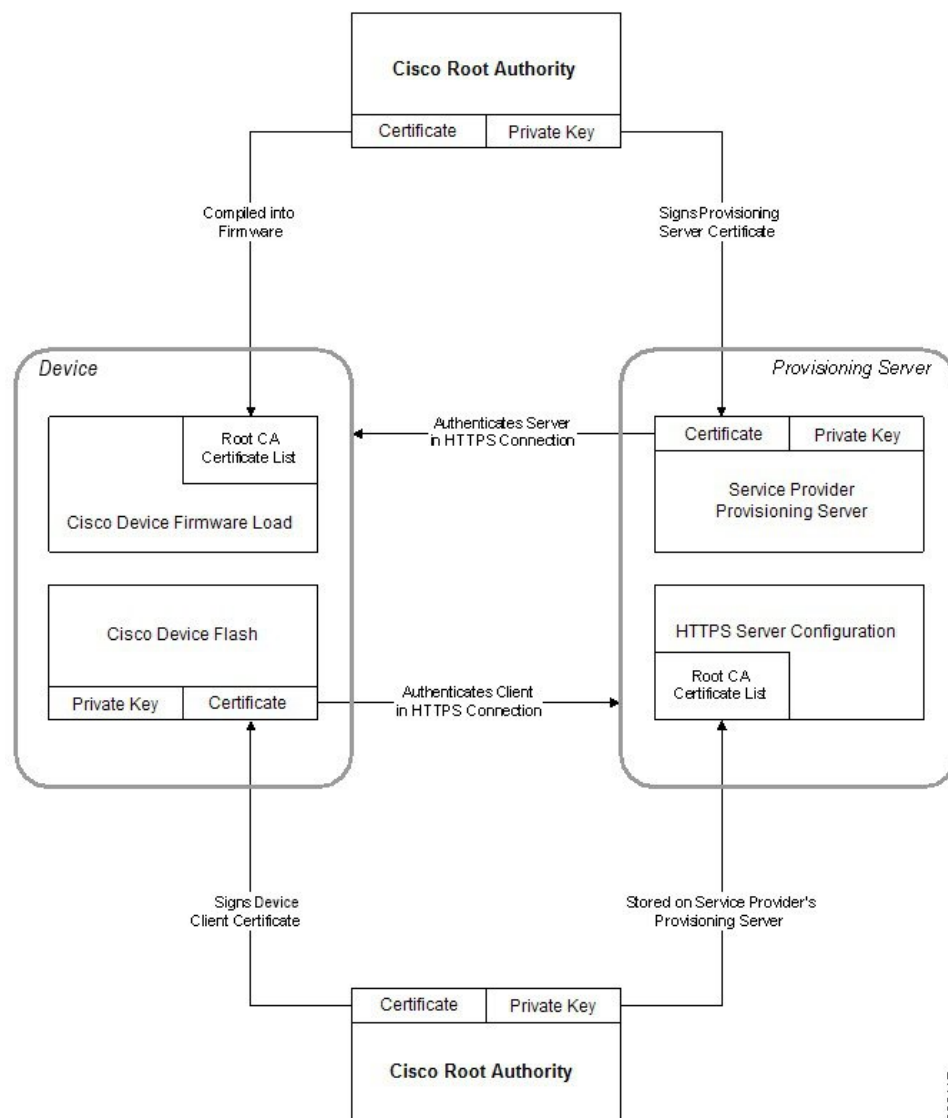 Cisco Root Authority
Certificate
Private Key
Compiled into
Firmware
Signs Provisioning
Server Certificate
Device
Provisioning Server
Root CA
Certificate List
Cisco Device Firmware Load
Authenticates Server
in HTTPS Connection
Certificate
Private Key
Service Provider
Provisioning Server
Cisco Device Flash
Private Key
Certificate
Authenticates Client
in HTTPS Connection
HTTPS Server Configuration
Root CA
Certificate List
Signs Device
Client Certificate
Stored on Service Provider's
Provisioning Server
Certificate
Private Key
Cisco Root Authority